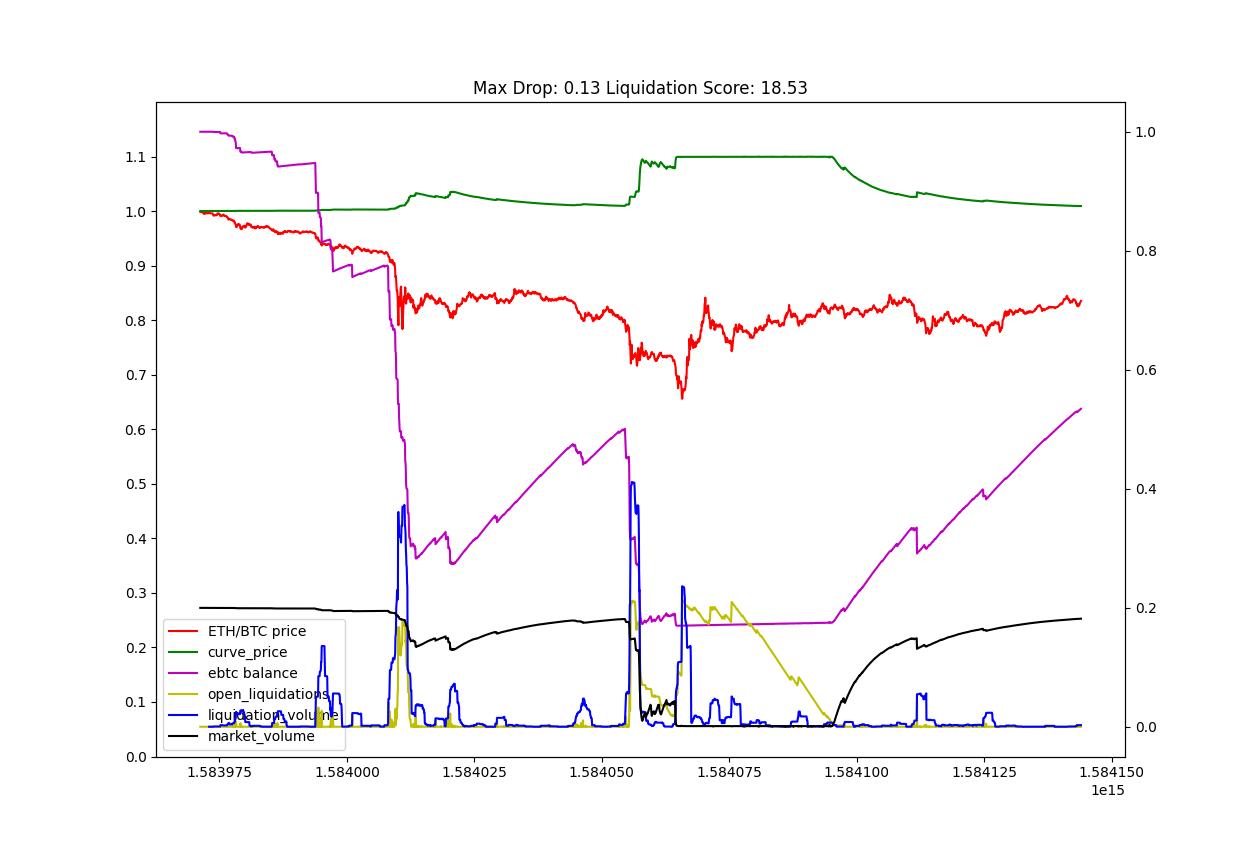 Max Drop: 0.13 Liquidation Score: 18.53
1.1
1.0
0.9
0.8
0.7
0.6
0.5
0.4
0.3
0.2
0.1
0.0
1.0
0.8
0.6
0.4
0.2
0.0
ETH/BTC price
curve_price
ebtc balance
open_liquidations
liquidation_volume
market_volume
1.583975 1.584000 1.584025 1.584050 1.584075 1.584100 1.584125 1.584150
1e15